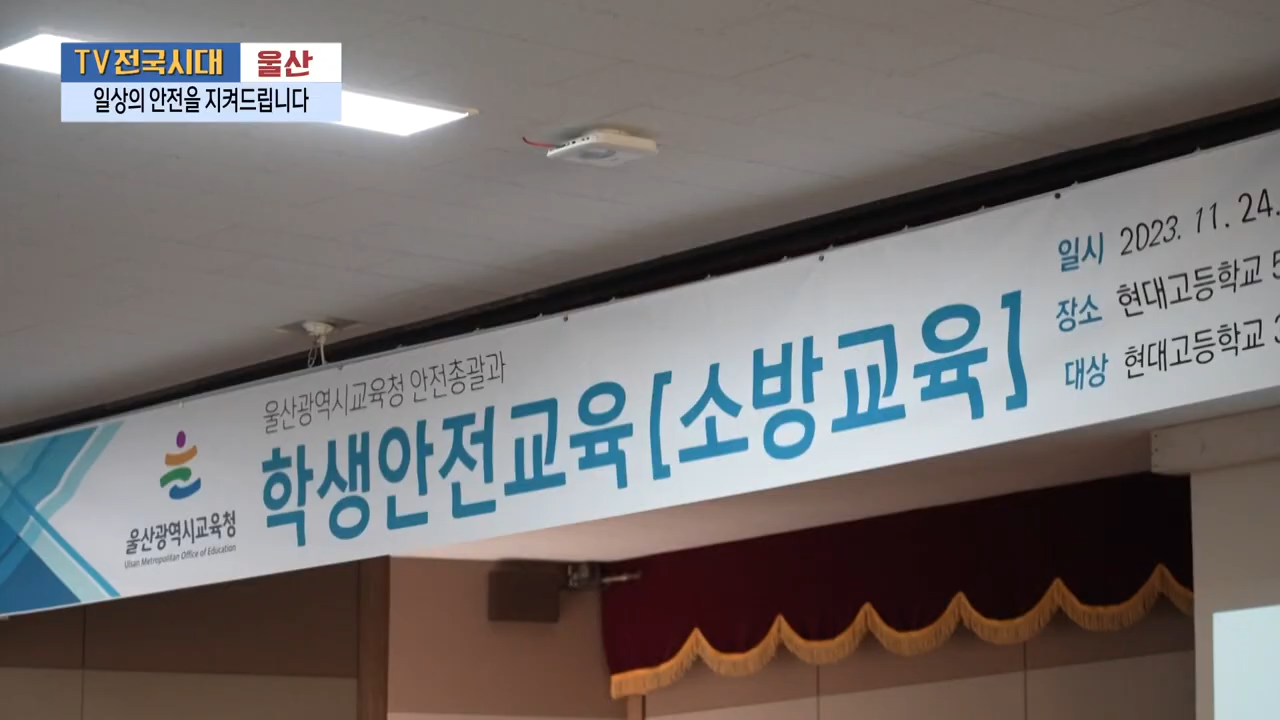 TV전국시대 울산
일상의 안전을 지켜드립니다
울산광역시교육청 안전총괄과
학생안전교육[소방교육]
울산광역시교육청
Ulsan Metropolitan Office of Education
일시 2023. 11. 24.
장소 현대고등학교 5
대상 현대고등학교